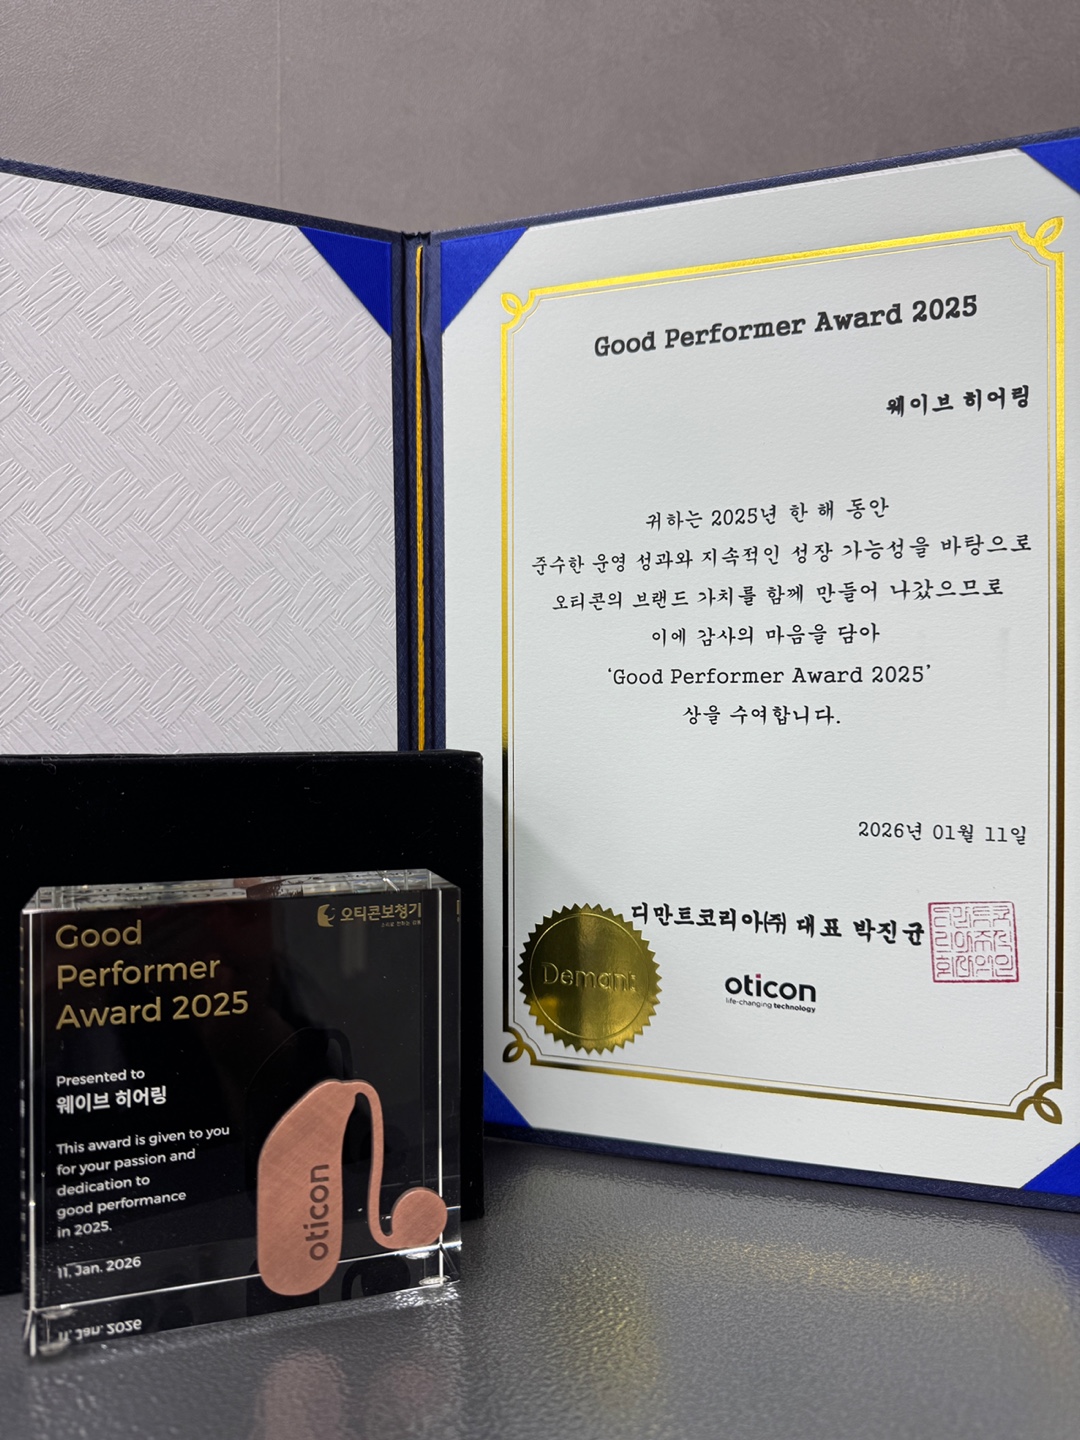 Good Performer Award 2025
웨이브 히어링
귀하는 2025년 한 해 동안
준수한 운영 성과와 지속적인 성장 가능성을 바탕으로
오티콘의 브랜드 가치를 함께 만들어 나갔으므로
이에 감사의 마음을 담아
‘Good Performer Award 2025’
상을 수여합니다.
2026년 01월 11일
디만트코리아㈜ 대표 박진균
Demant
oticon
life-changing technology
오티콘보청기
Good
Performer
Award 2025
Presented to
웨이브 히어링
This award is given to you
for your passion and
dedication to
good performance
in 2025.
11. Jan. 2026
oticon